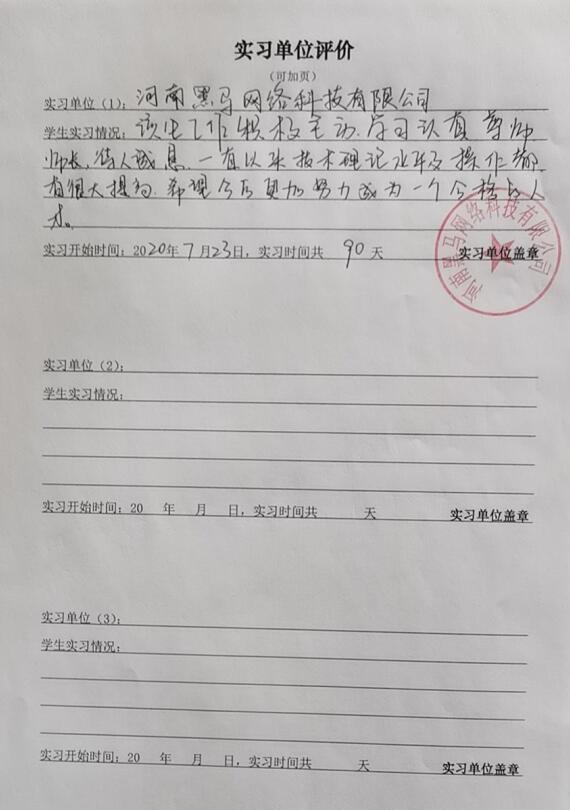 实习单位评价
（可加页）
实习单位（1）：河南黑马网络科技有限公司
学生实习情况：该生工作积极主动，学习认真，尊师
师长，待人诚恳，一有以来技术理论水平及操作都
有很大提高，希望今后更加努力成为一个合格的人
才。
实习开始时间：2020年7月23日，实习时间共 90 天 实习单位盖章
河南黑马网络科技有限公司
实习单位（2）：
学生实习情况：
实习开始时间：20 年 月 日，实习时间共 天 实习单位盖章
实习单位（3）：
学生实习情况：
实习开始时间：20 年 月 日，实习时间共 天 实习单位盖章